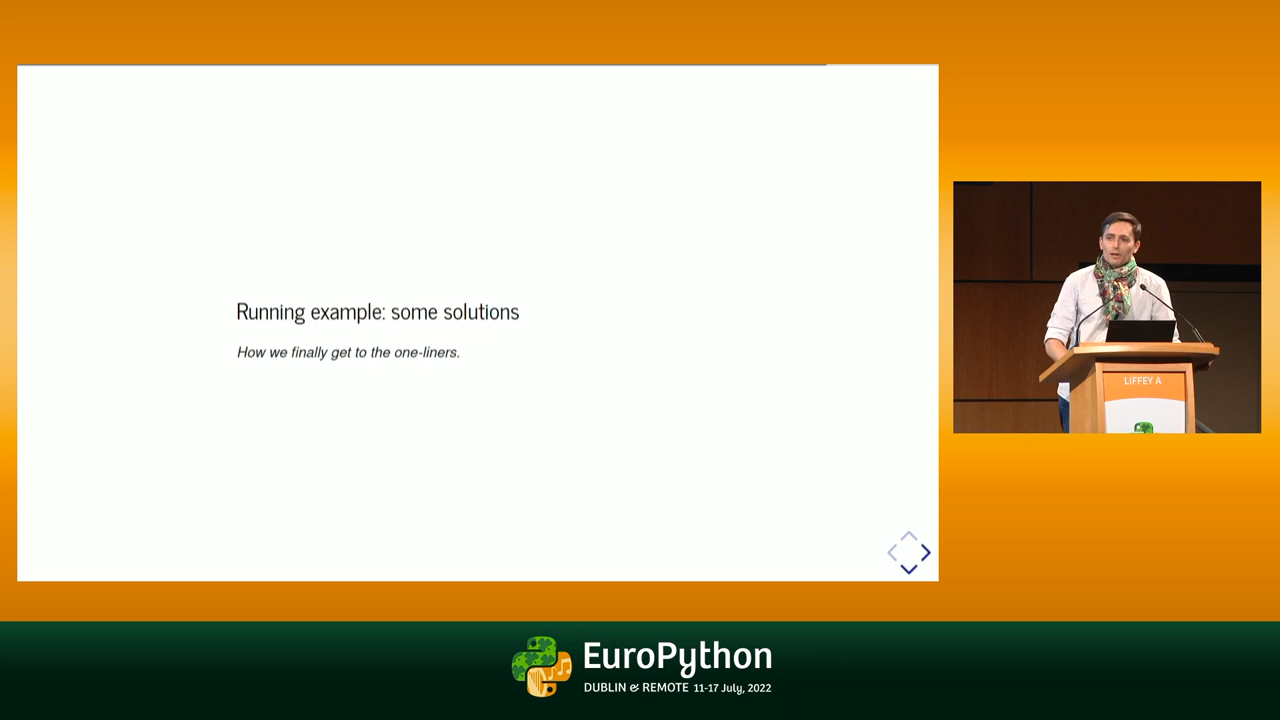 Running example: some solutions
How we finally get to the one-liners.
LIFFEY A
EuroPython
DUBLIN & REMOTE 11-17 July, 2022